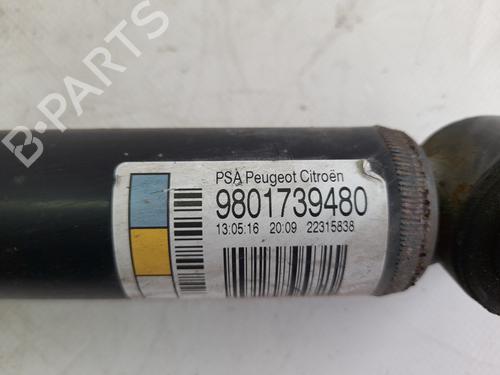 B-PARTS
PSA Peugeot Citroën
9801739480
13:05:16 20:09 22315838